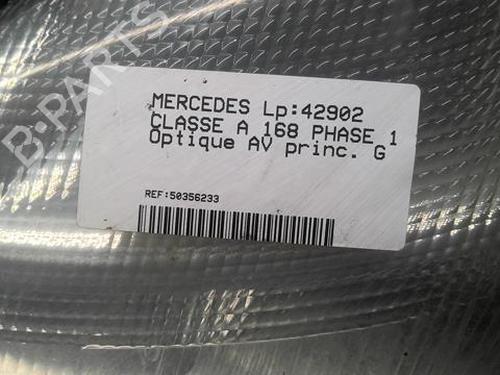 B-PARTS
MERCEDES Lp:42902
CLASSE A 168 PHASE 1
Optique AV princ. G
REF:50356233